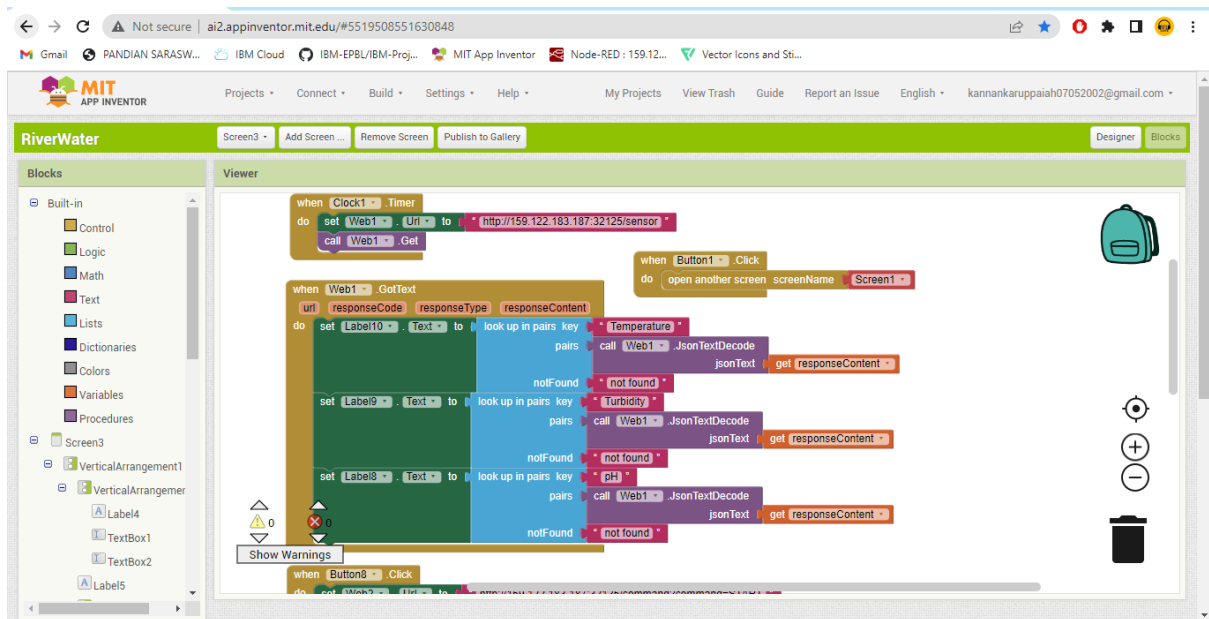 Not secure | ai2.appinventor.mit.edu/#5519508551630848
Gmail PANDIAN SARASW... IBM Cloud IBM-EPBL/IBM-Proj... MIT App Inventor Node-RED : 159.12... Vector Icons and Sti...
MIT
APP INVENTOR
Projects Connect Build Settings Help My Projects View Trash Guide Report an Issue English kannankaruppaiah07052002@gmail.com
RiverWater Screen3 Add Screen ... Remove Screen Publish to Gallery Designer Blocks
Blocks
Built-in
Control
Logic
Math
Text
Lists
Dictionaries
Colors
Variables
Procedures
Screen3
VerticalArrangement1
VerticalArrangemer
Label4
TextBox1
TextBox2
Label5
Viewer
when Clock1 .Timer
do set Web1 . Url to " http://159.122.183.187:32125/sensor "
call Web1 .Get
when Button1 .Click
do open another screen screenName Screen1
when Web1 .GotText
url responseCode responseType responseContent
do set Label10 . Text to look up in pairs key " Temperature "
pairs call Web1 .JsonTextDecode
jsonText get responseContent
notFound " not found "
set Label9 . Text to look up in pairs key " Turbidity "
pairs call Web1 .JsonTextDecode
jsonText get responseContent
notFound " not found "
set Label8 . Text to look up in pairs key " pH "
pairs call Web1 .JsonTextDecode
jsonText get responseContent
notFound " not found "
0 0
Show Warnings
when Button8 .Click
do set Web2 . Url to